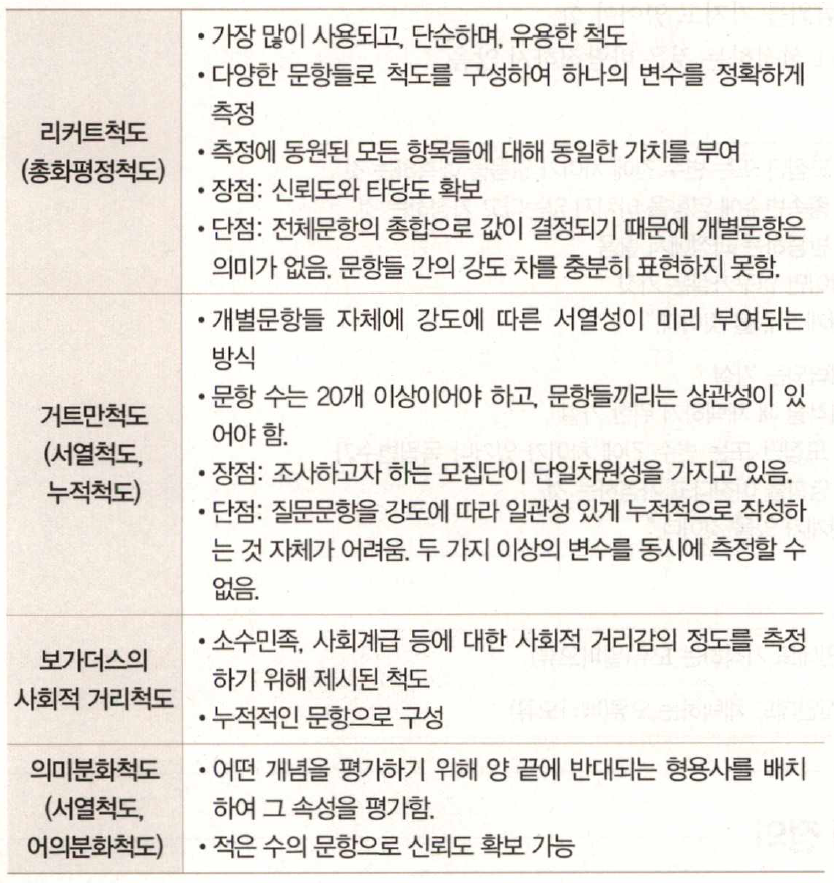 리커트척도
(총화평정척도)
• 가장 많이 사용되고, 단순하며, 유용한 척도
• 다양한 문항들로 척도를 구성하여 하나의 변수를 정확하게
측정
• 측정에 동원된 모든 항목들에 대해 동일한 가치를 부여
• 장점: 신뢰도와 타당도 확보
• 단점: 전체문항의 총합으로 값이 결정되기 때문에 개별문항은
의미가 없음. 문항들 간의 강도 차를 충분히 표현하지 못함.
거트만척도
(서열척도,
누적척도)
• 개별문항들 자체에 강도에 따른 서열성이 미리 부여되는
방식
• 문항 수는 20개 이상이어야 하고, 문항들끼리는 상관성이 있
어야 함.
• 장점: 조사하고자 하는 모집단이 단일차원성을 가지고 있음.
• 단점: 질문문항을 강도에 따라 일관성 있게 누적적으로 작성하
는 것 자체가 어려움. 두 가지 이상의 변수를 동시에 측정할 수
없음.
보가더스의
사회적 거리척도
• 소수민족, 사회계급 등에 대한 사회적 거리감의 정도를 측정
하기 위해 제시된 척도
• 누적적인 문항으로 구성
의미분화척도
(서열척도,
어의분화척도)
• 어떤 개념을 평가하기 위해 양 끝에 반대되는 형용사를 배치
하여 그 속성을 평가함.
• 적은 수의 문항으로 신뢰도 확보 가능